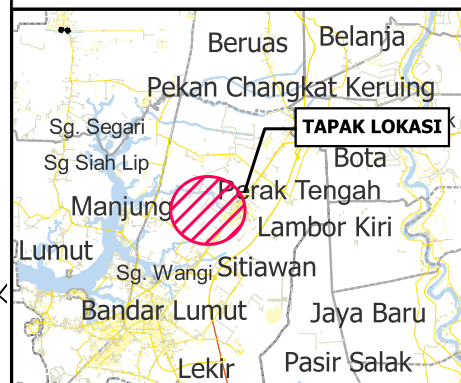 Beruas
Belanja
Pekan Changkat Keruing
Sg. Segari
TAPAK LOKASI
Sg Siah Lip
Bota
Perak Tengah
Manjung
Lambor Kiri
Lumut
Sg. Wangi
Sitiawan
Bandar Lumut
Jaya Baru
Lekir
Pasir Salak